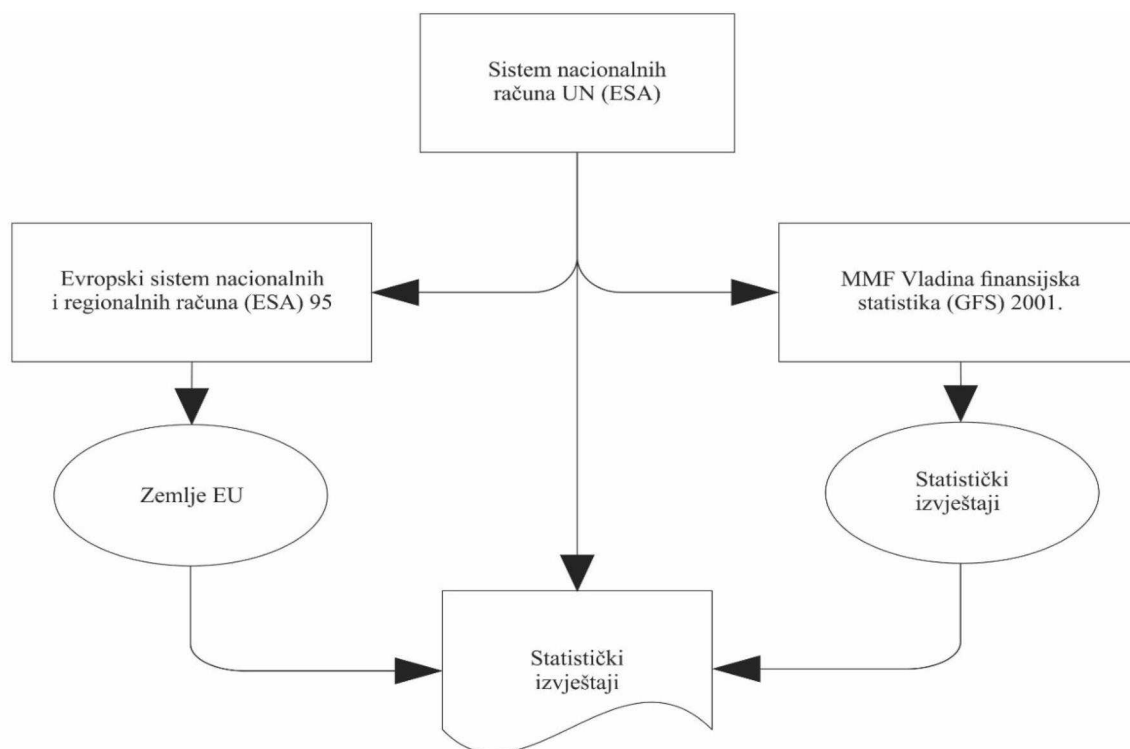 Sistem nacionalnih
računa UN (ESA)
Evropski sistem nacionalnih
i regionalnih računa (ESA) 95
MMF Vladina finansijska
statistika (GFS) 2001.
Zemlje EU
Statistički
izvještaji
Statistički
izvještaji